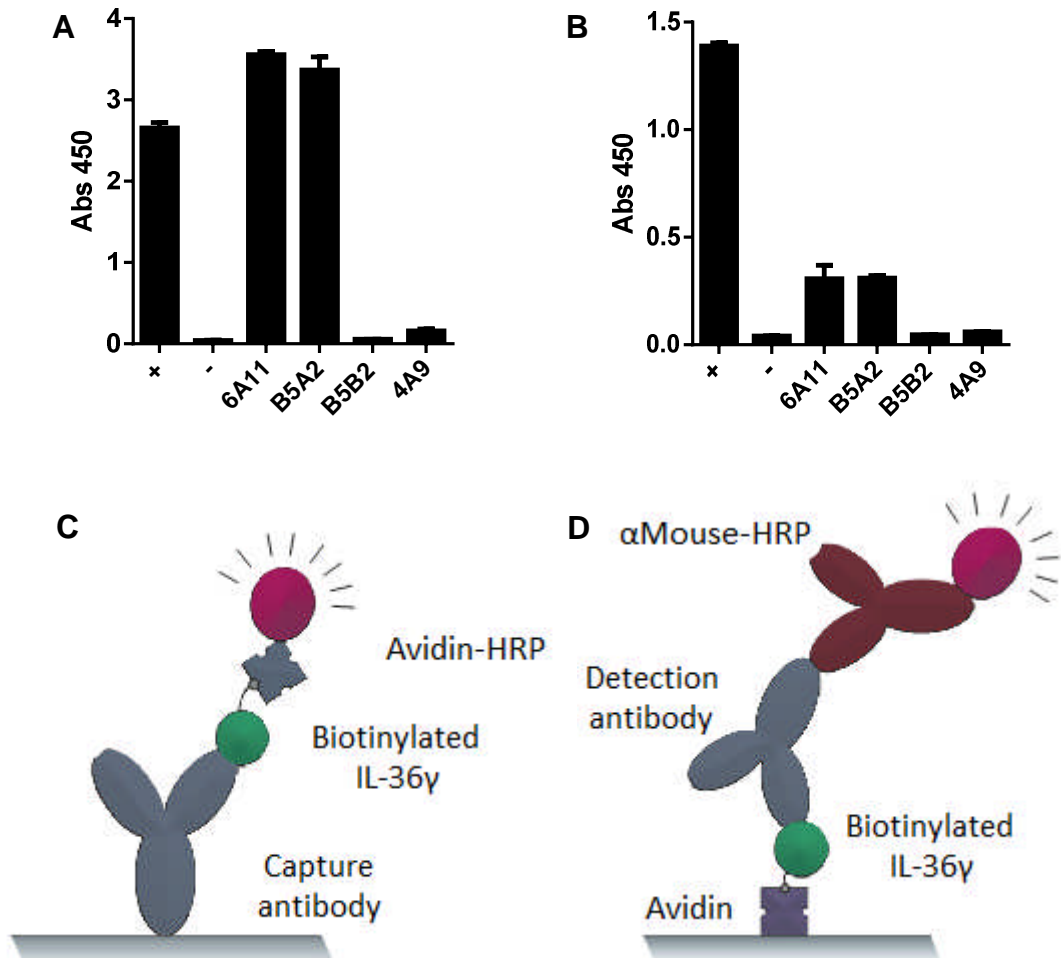 A
Abs 450
4
3
2
1
0
+
-
6A11
B5A2
B5B2
4A9
B
Abs 450
1.5
1.0
0.5
0.0
+
-
6A11
B5A2
B5B2
4A9
C
Avidin-HRP
Biotinylated
IL-36γ
Capture
antibody
D
αMouse-HRP
Detection
antibody
Biotinylated
IL-36γ
Avidin